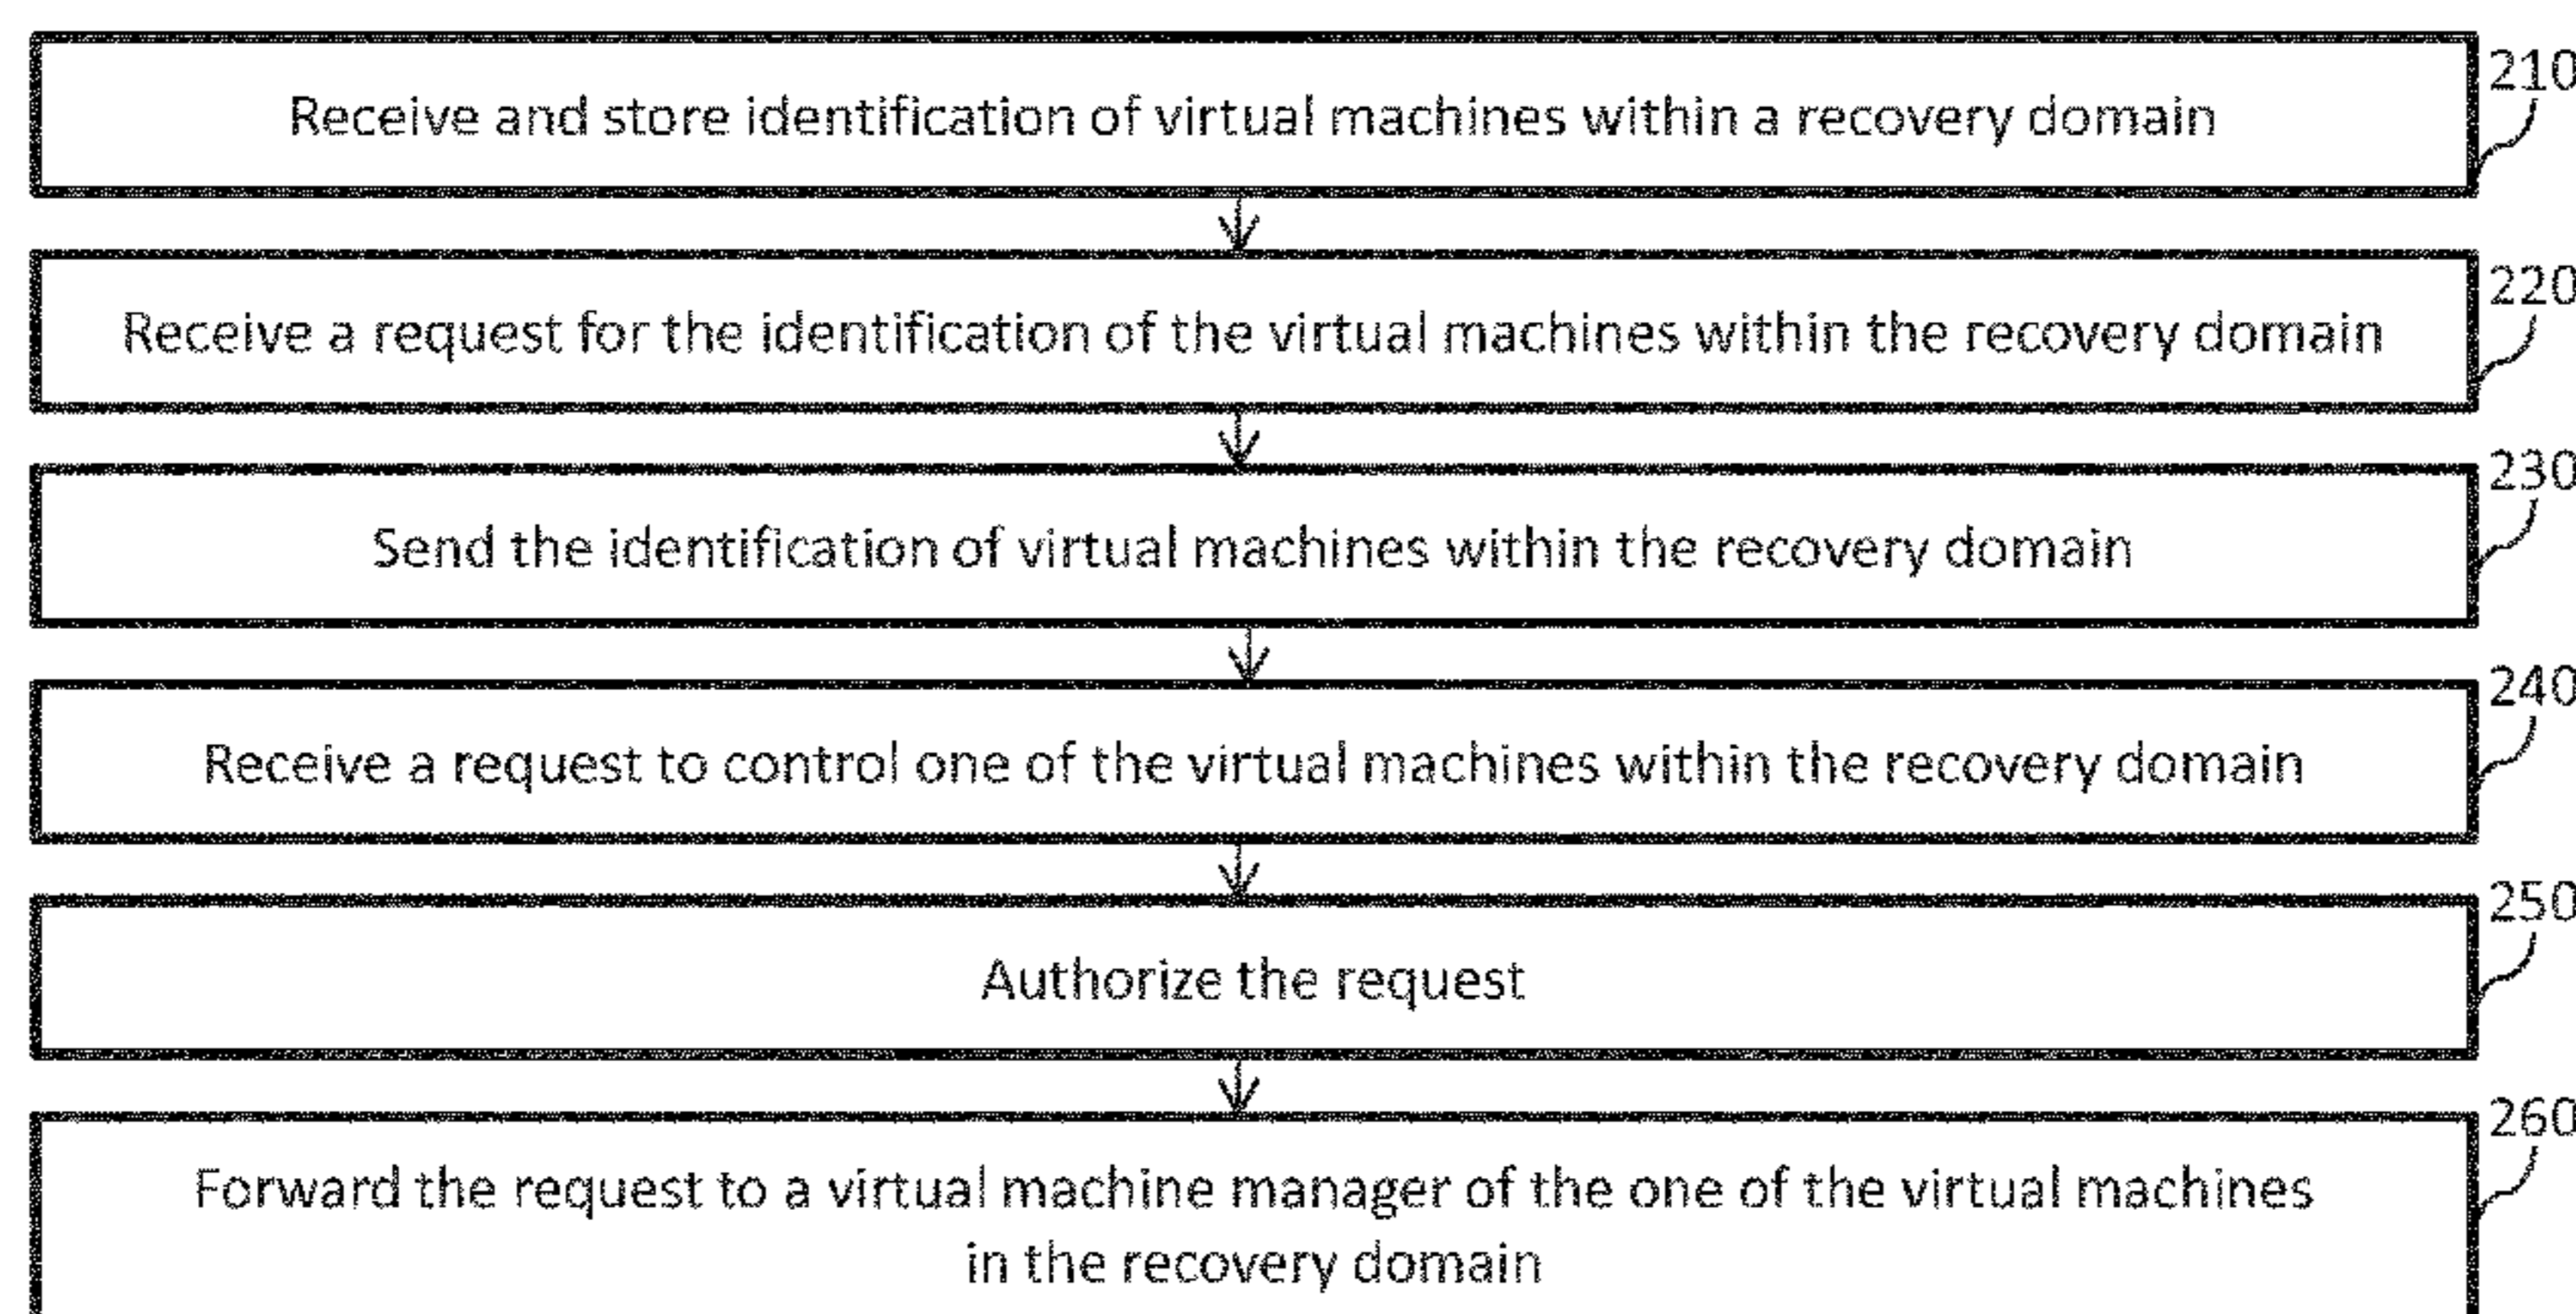 210
Receive and store identification of virtual machines within a recovery domain
220
Receive a request for the identification of the virtual machines within the recovery domain
230
Send the identification of virtual machines within the recovery domain
240
Receive a request to control one of the virtual machines within the recovery domain
250
Authorize the request
260
Forward the request to a virtual machine manager of the one of the virtual machines
in the recovery domain